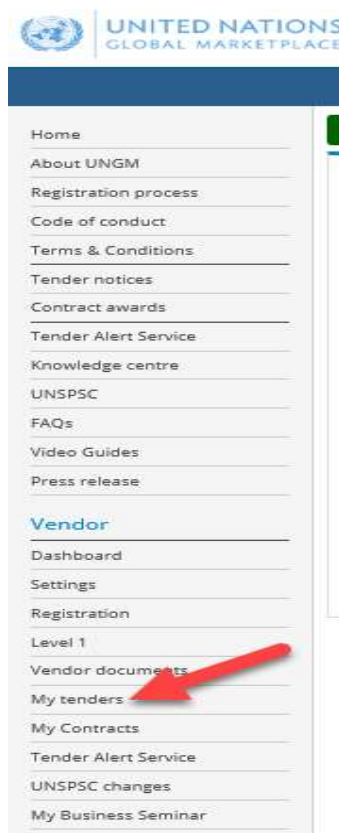 UNITED NATIONS
GLOBAL MARKETPLACE
Home
About UNGM
Registration process
Code of conduct
Terms & Conditions
Tender notices
Contract awards
Tender Alert Service
Knowledge centre
UNSPSC
FAQs
Video Guides
Press release
Vendor
Dashboard
Settings
Registration
Level 1
Vendor documents
My tenders
My Contracts
Tender Alert Service
UNSPSC changes
My Business Seminar